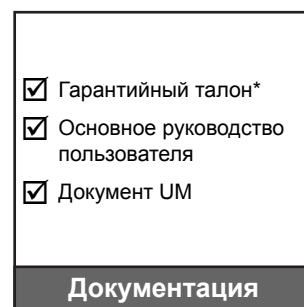 Гарантийный талон*
Основное руководство
пользователя
Документ UM
Документация